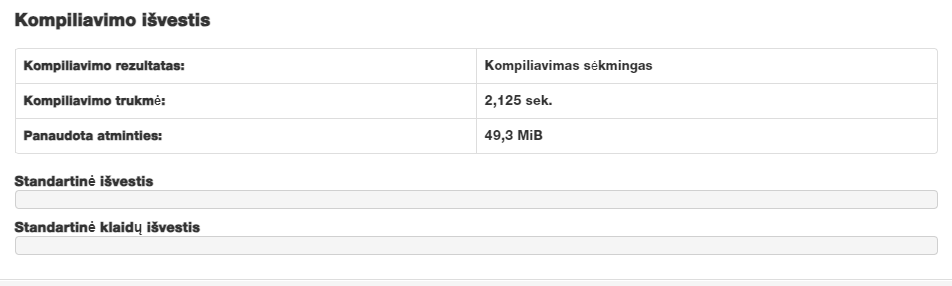 Kompiliavimo išvestis
Kompiliavimo rezultatas: Kompiliavimas sėkmingas
Kompiliavimo trukmė: 2,125 sek.
Panaudota atminties: 49,3 MiB
Standartinė išvestis
Standartinė klaidų išvestis